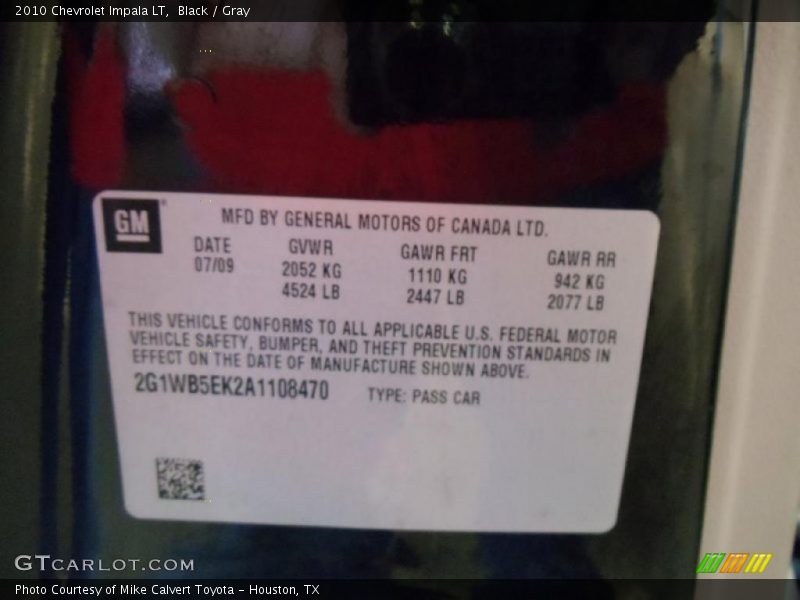 2010 Chevrolet Impala LT, Black / Gray
GM
MFD BY GENERAL MOTORS OF CANADA LTD.
DATE GVWR GAWR FRT GAWR RR
07/09 2052 KG 1110 KG 942 KG
4524 LB 2447 LB 2077 LB
THIS VEHICLE CONFORMS TO ALL APPLICABLE U.S. FEDERAL MOTOR
VEHICLE SAFETY, BUMPER, AND THEFT PREVENTION STANDARDS IN
EFFECT ON THE DATE OF MANUFACTURE SHOWN ABOVE.
2G1WB5EK2A1108470 TYPE: PASS CAR
GTCARLOT.COM
Photo Courtesy of Mike Calvert Toyota - Houston, TX